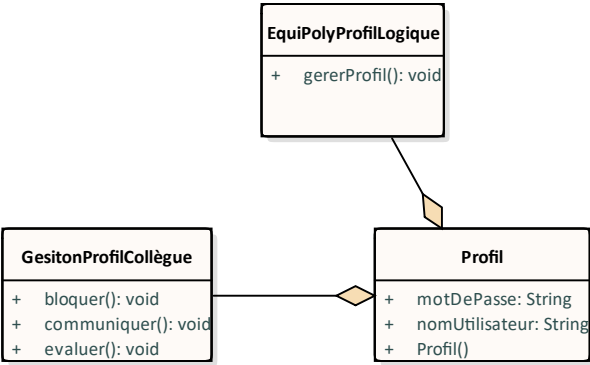 EquiPolyProfilLogique
+ gererProfil(): void
GesitonProfilCollègue
+ bloquer(): void
+ communiquer(): void
+ evaluer(): void
Profil
+ motDePasse: String
+ nomUtilisateur: String
+ Profil()